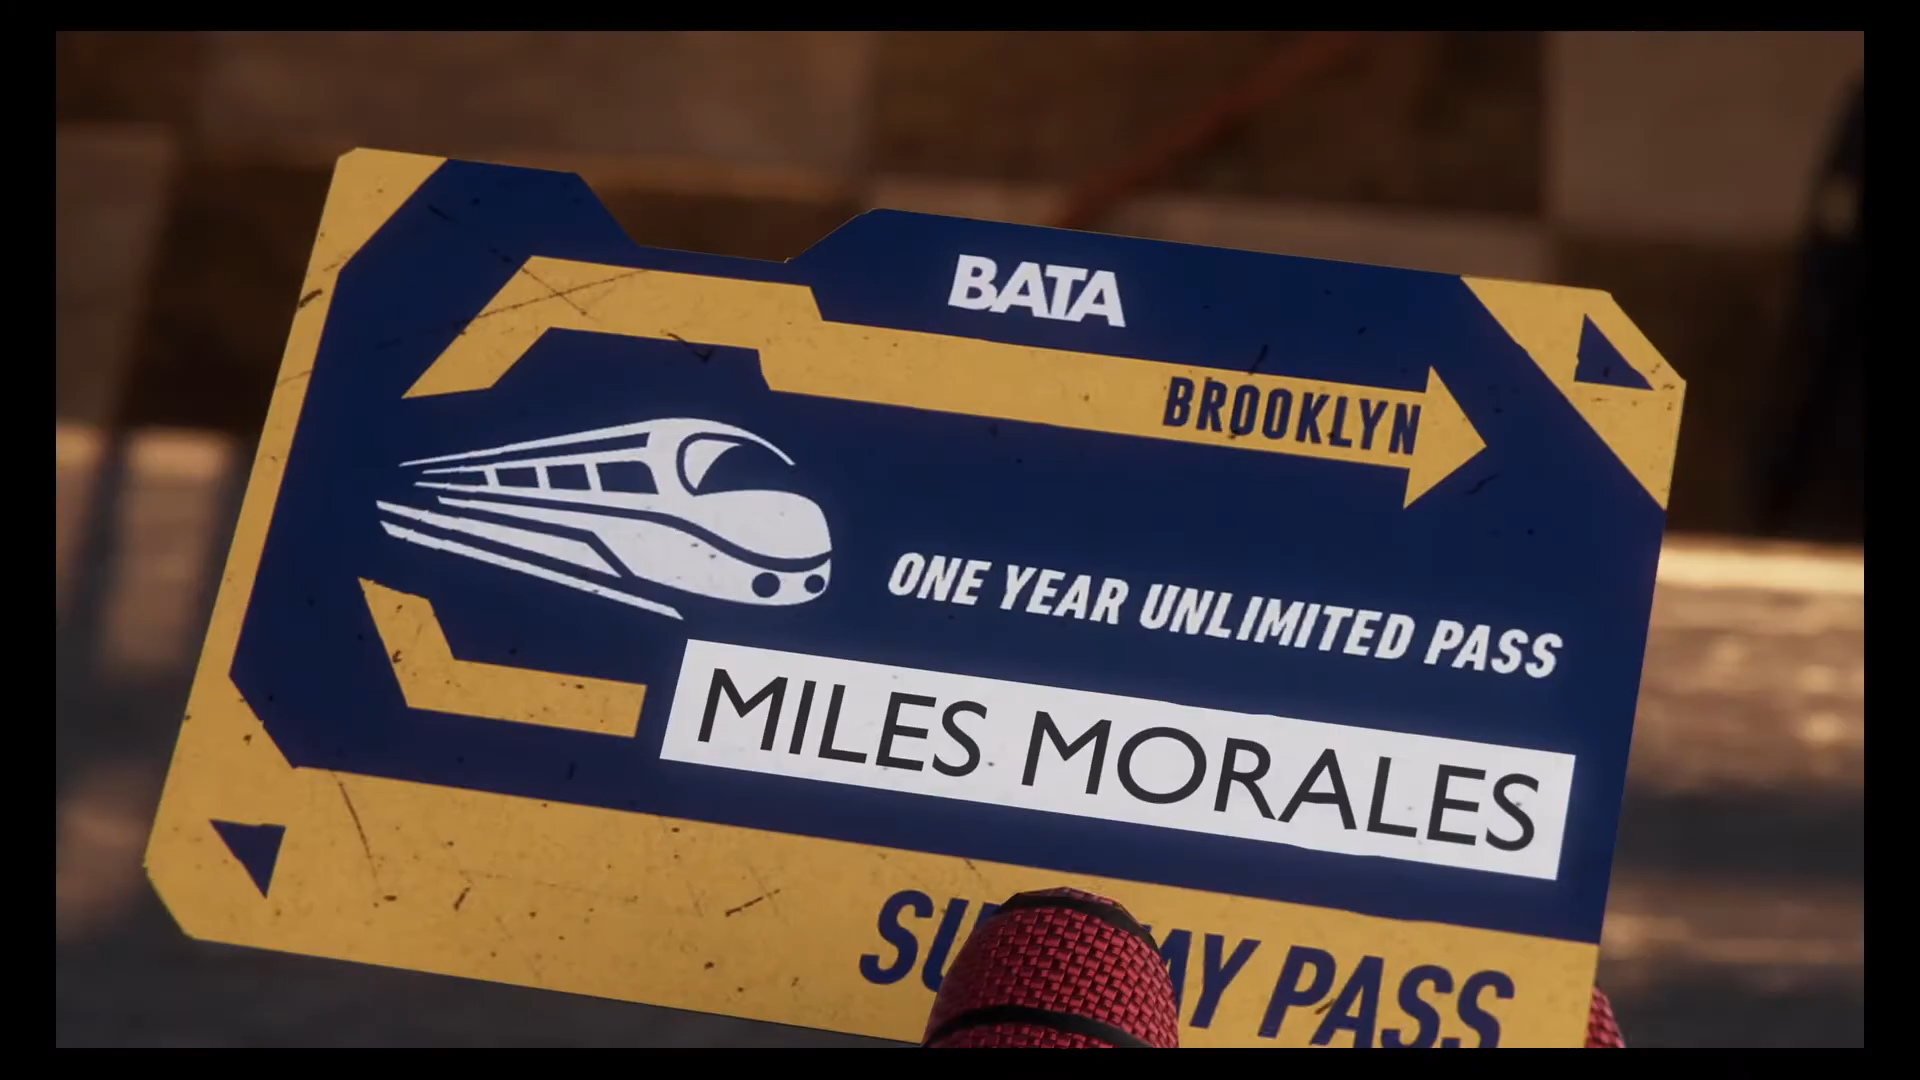 BATA
BROOKLYN
ONE YEAR UNLIMITED PASS
MILES MORALES
PASS